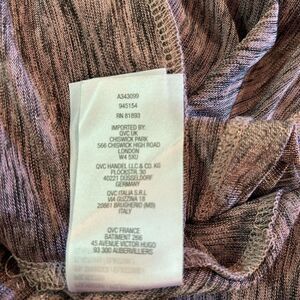 A343099
945154
RN 81893
IMPORTED BY:
QVC UK
CHISWICK PARK
566 CHISWICK HIGH ROAD
LONDON
W4 5XU
QVC HANDEL LLC & CO. KG
PLOCKSTR. 30
40221 DÜSSELDORF
GERMANY
QVC ITALIA S.R.L
VIA GUZZINA 18
20861 BRUGHERIO (MB)
ITALY
QVC FRANCE
BATIMENT 266
45 AVENUE VICTOR HUGO
93 300 AUBERVILLIERS